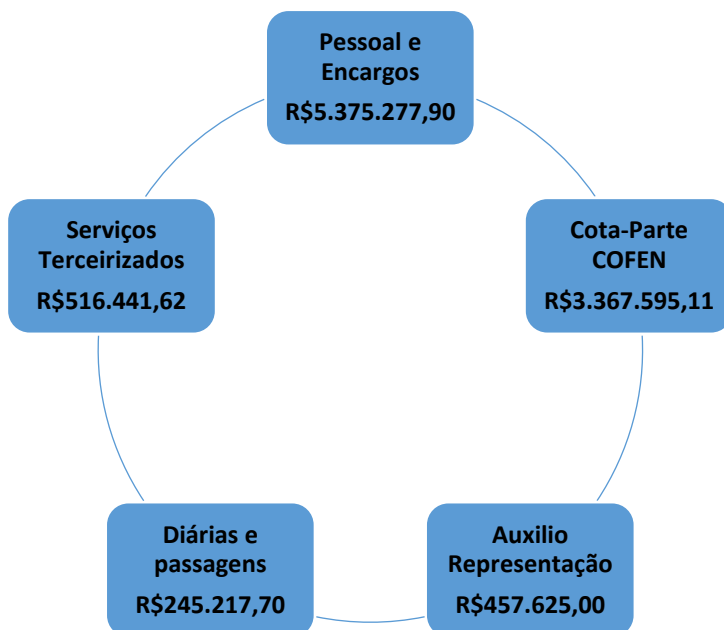 Pessoal e
Encargos
R$5.375.277,90
Serviços
Terceirizados
R$516.441,62
Cota-Parte
COFEN
R$3.367.595,11
Diárias e
passagens
R$245.217,70
Auxilio
Representação
R$457.625,00